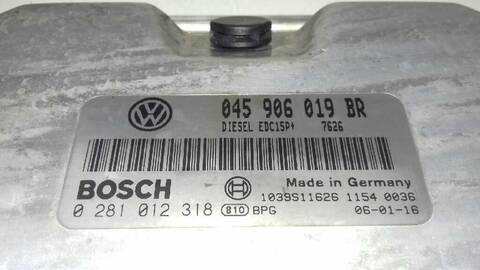 045 906 019 BR
DIESEL EDC15P+ 7626
BOSCH
Made in Germany
1039S11626 1154 0036
0 281 012 318 810 BPG 06-01-16